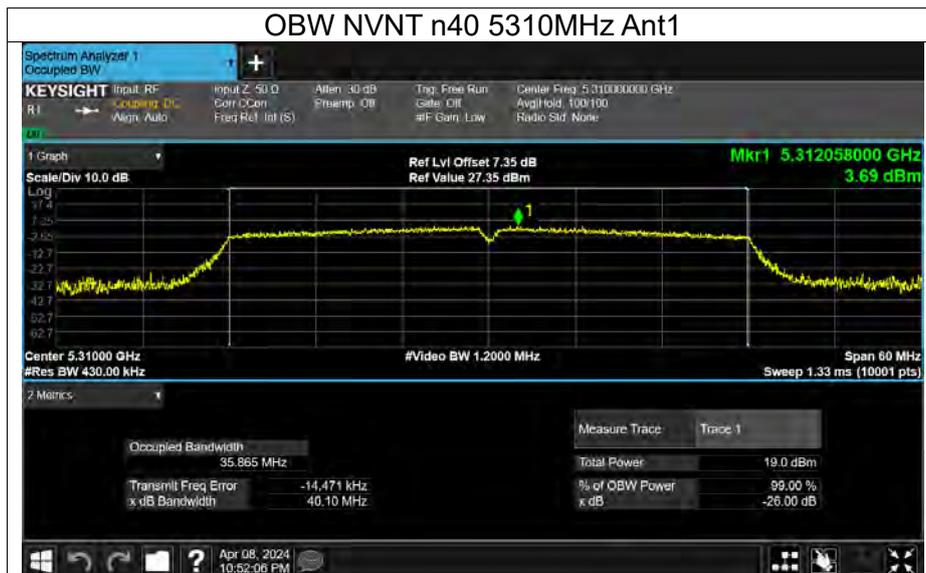 OBW NVNT n40 5310MHz Ant1
Spectrum Analyzer 1
Occupied BW
+
KEYSIGHT Input: RF Input Z: 50 Ω Atten: 30 dB Trig: Free Run Center Freq: 5.310000000 GHz
Coupling: DC Corr CCorr Preamp: Off Gate: Off Avg|Hold: 100/100
Align: Auto Freq Ref: Int (S) #IF Gain: Low Radio Std: None
1 Graph
Ref Lvl Offset 7.35 dB
Mkr1 5.312058000 GHz
Scale/Div 10.0 dB
Ref Value 27.35 dBm
3.69 dBm
Log
17.4
7.35
1
-2.65
-12.7
-22.7
-32.7
-42.7
-52.7
-62.7
Center 5.31000 GHz
#Video BW 1.2000 MHz
Span 60 MHz
#Res BW 430.00 kHz
Sweep 1.33 ms (10001 pts)
2 Metrics
Measure Trace Trace 1
Occupied Bandwidth
35.865 MHz
Total Power 19.0 dBm
Transmit Freq Error -14.471 kHz
% of OBW Power 99.00 %
x dB Bandwidth 40.10 MHz
x dB -26.00 dB
?
Apr 08, 2024
10:52:06 PM